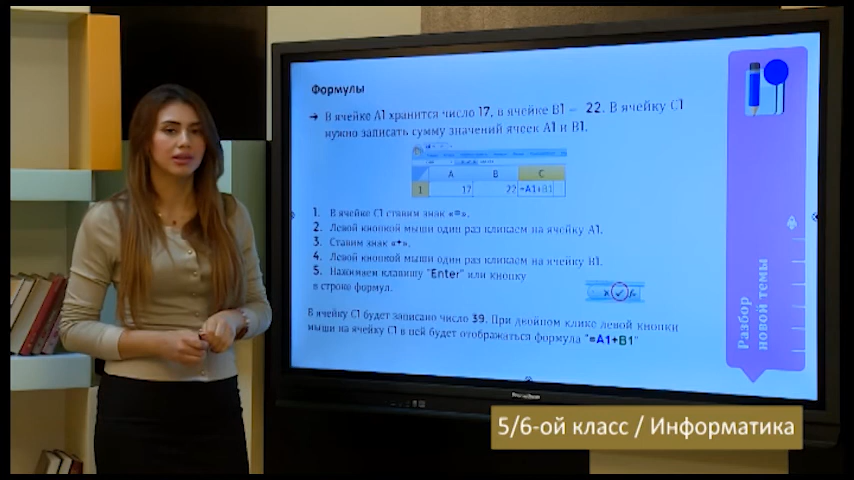 Формулы
➔ В ячейке A1 хранится число 17, в ячейке B1 – 22. В ячейку C1
нужно записать сумму значений ячеек A1 и B1.
A B C
1 17 22 =A1+B1
1. В ячейке C1 ставим знак «=».
2. Левой кнопкой мыши один раз кликаем на ячейку A1.
3. Ставим знак «+».
4. Левой кнопкой мыши один раз кликаем на ячейку B1.
5. Нажимаем клавишу "Enter" или кнопку
в строке формул.
В ячейку C1 будет записано число 39. При двойном клике левой кнопки
мыши на ячейку C1 в ней будет отображаться формула "=A1+B1"
Разбор
новой темы
5/6-ой класс / Информатика